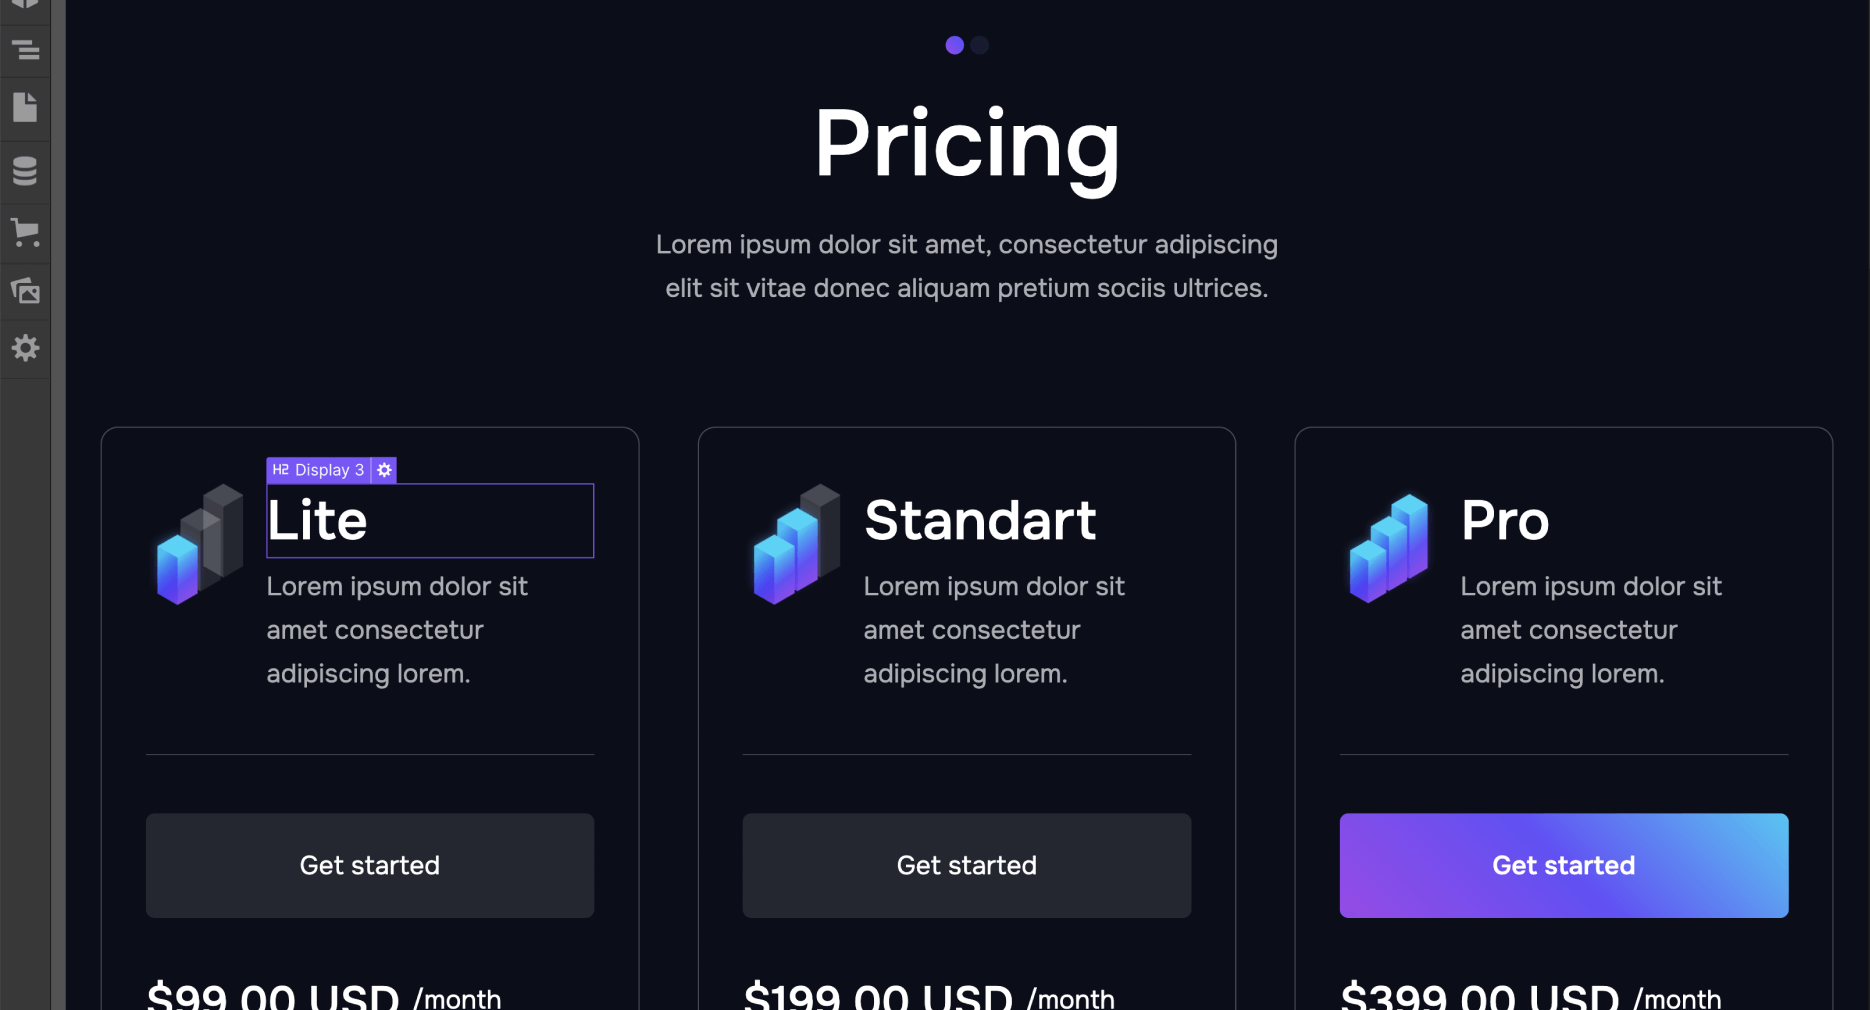 Pricing
Lorem ipsum dolor sit amet, consectetur adipiscing
elit sit vitae donec aliquam pretium sociis ultrices.
H2 Display 3
Lite
Lorem ipsum dolor sit
amet consectetur
adipiscing lorem.
Get started
$99.00 USD /month
Standart
Lorem ipsum dolor sit
amet consectetur
adipiscing lorem.
Get started
$199.00 USD /month
Pro
Lorem ipsum dolor sit
amet consectetur
adipiscing lorem.
Get started
$399.00 USD /month